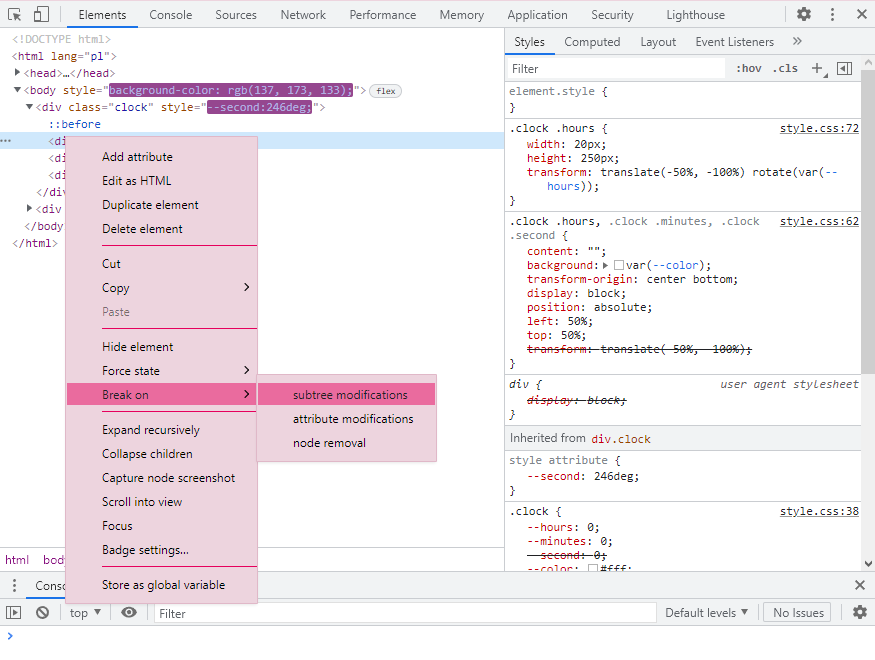 Elements Console Sources Network Performance Memory Application Security Lighthouse
<!DOCTYPE html>
<html lang="pl">
<head>…</head>
<body style="background-color: rgb(137, 173, 133);"> flex
<div class="clock" style="--second:246deg;">
::before
<di
<di
<di
</div
<div
</body
</html>
Add attribute
Edit as HTML
Duplicate element
Delete element
Cut
Copy
Paste
Hide element
Force state
Break on
Expand recursively
Collapse children
Capture node screenshot
Scroll into view
Focus
Badge settings...
Store as global variable
subtree modifications
attribute modifications
node removal
Styles Computed Layout Event Listeners »
Filter :hov .cls +
element.style {
}
.clock .hours { style.css:72
width: 20px;
height: 250px;
transform: translate(-50%, -100%) rotate(var(--
hours));
}
.clock .hours, .clock .minutes, .clock style.css:62
.second {
content: "";
background: var(--color);
transform-origin: center bottom;
display: block;
position: absolute;
left: 50%;
top: 50%;
transform: translate(-50%, -100%);
}
div { user agent stylesheet
display: block;
}
Inherited from div.clock
style attribute {
--second: 246deg;
}
.clock { style.css:38
--hours: 0;
--minutes: 0;
--second: 0;
--color: #fff;
html body
Conso
top Filter Default levels No Issues